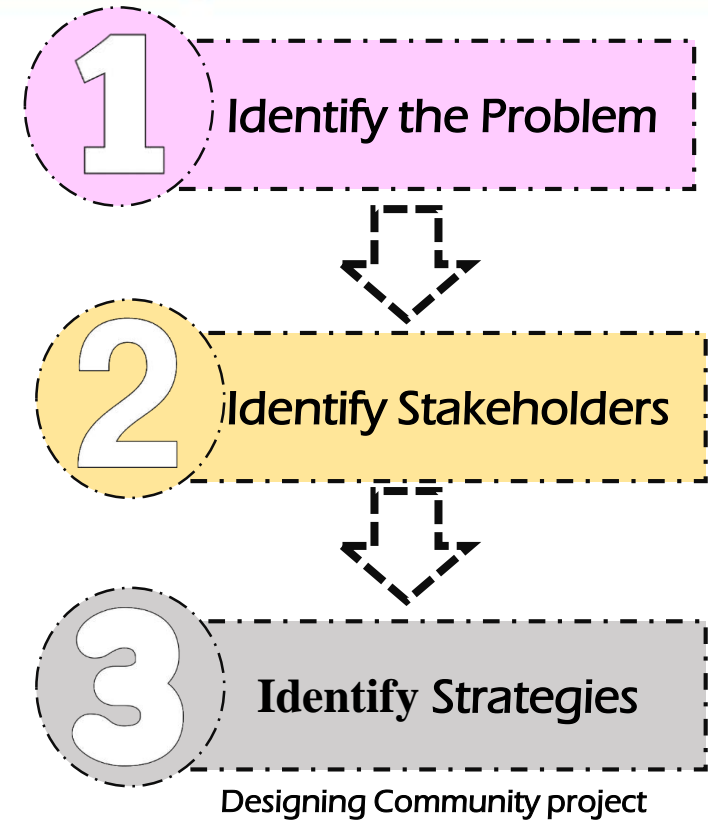 1
Identify the Problem
2
Identify Stakeholders
3
Identify Strategies
Designing Community project